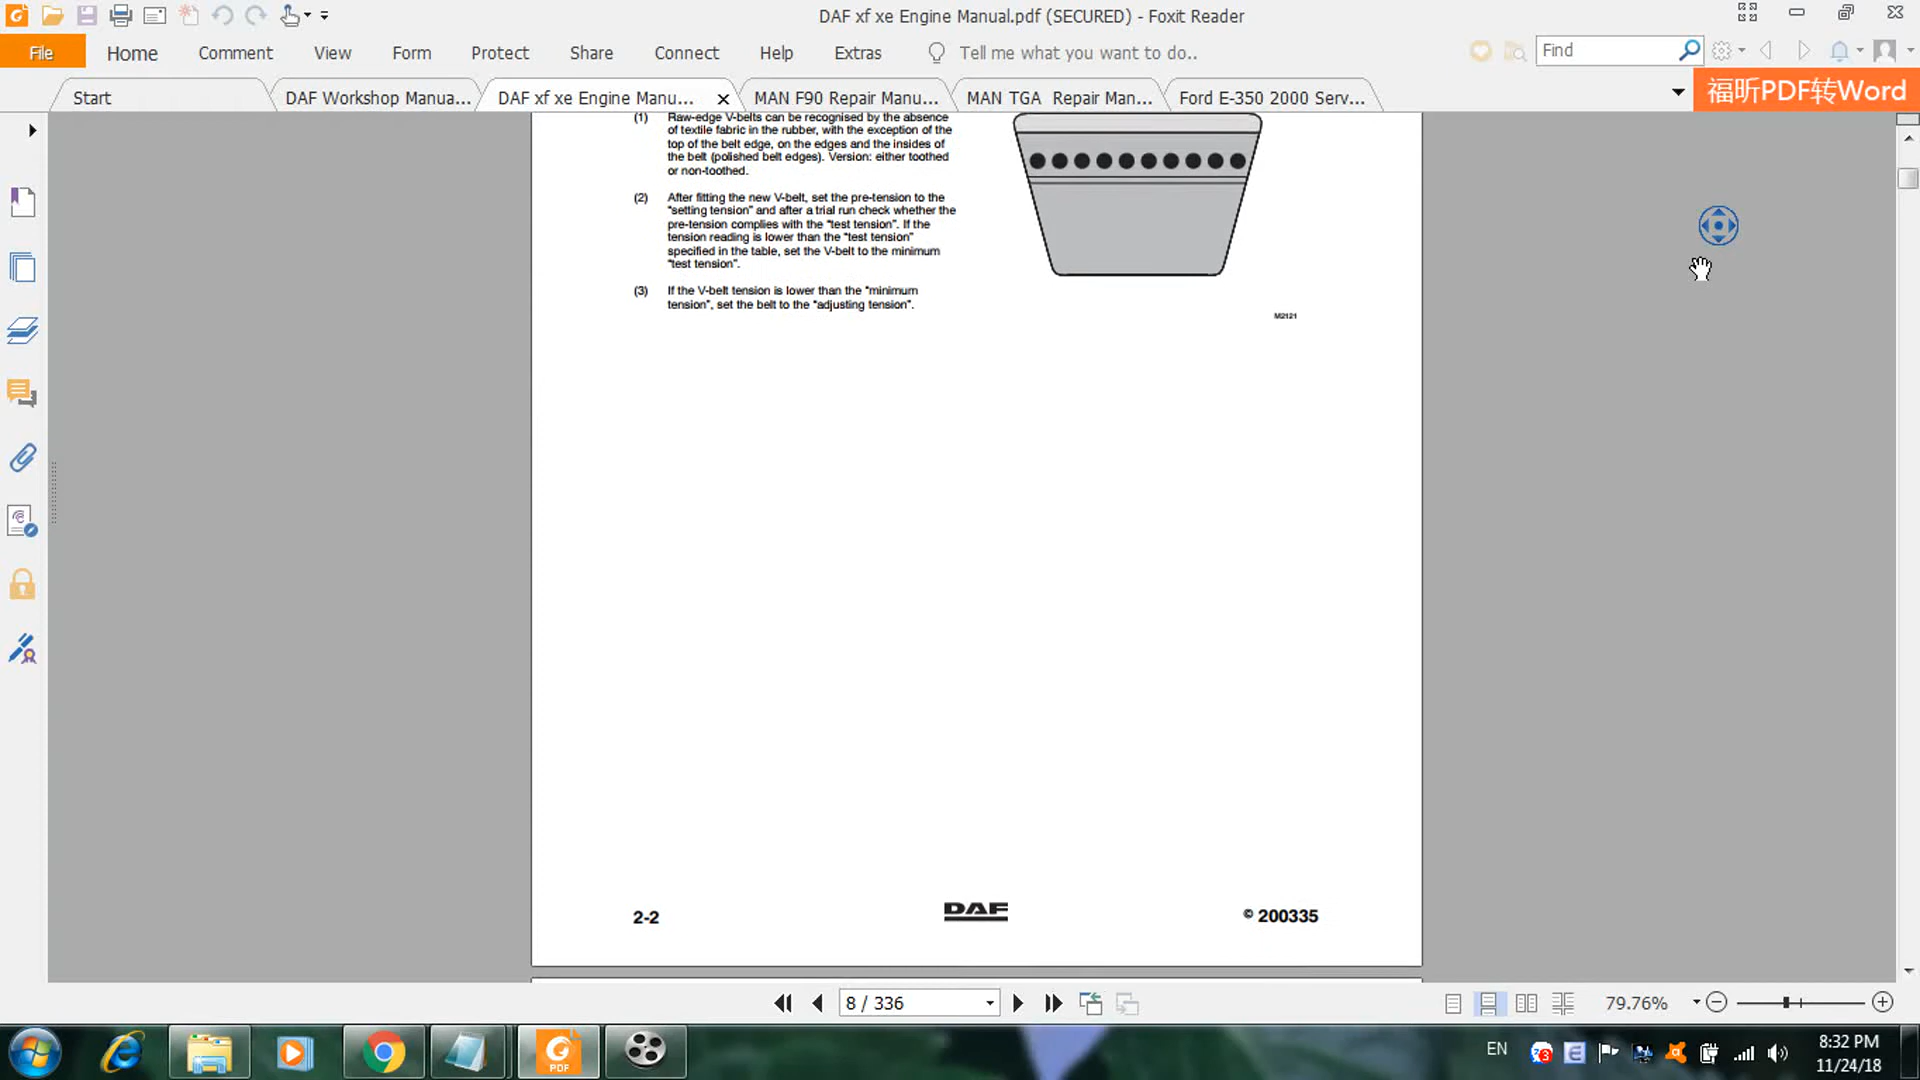 DAF xf xe Engine Manual.pdf (SECURED) - Foxit Reader
File Home Comment View Form Protect Share Connect Help Extras Tell me what you want to do.. Find
Start DAF Workshop Manua... DAF xf xe Engine Manu... MAN F90 Repair Manu... MAN TGA Repair Man... Ford E-350 2000 Serv... 福昕PDF转Word
(1) Raw-edge V-belts can be recognised by the absence
of textile fabric in the rubber, with the exception of the
top of the belt edge, on the edges and the insides of
the belt (polished belt edges). Version: either toothed
or non-toothed.
(2) After fitting the new V-belt, set the pre-tension to the
“setting tension” and after a trial run check whether the
pre-tension complies with the “test tension”. If the
tension reading is lower than the “test tension”
specified in the table, set the V-belt to the minimum
“test tension”.
(3) If the V-belt tension is lower than the “minimum
tension”, set the belt to the “adjusting tension”.
M2121
2-2 DAF © 200335
8 / 336 79.76%
PDF
EN
8:32 PM
11/24/18